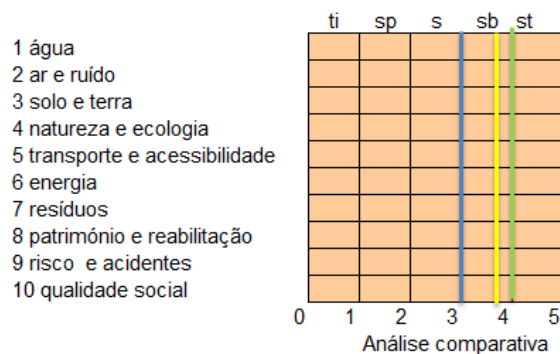 ti sp s sb st
1 água
2 ar e ruído
3 solo e terra
4 natureza e ecologia
5 transporte e acessibilidade
6 energia
7 resíduos
8 património e reabilitação
9 risco e acidentes
10 qualidade social
0 1 2 3 4 5
Análise comparativa